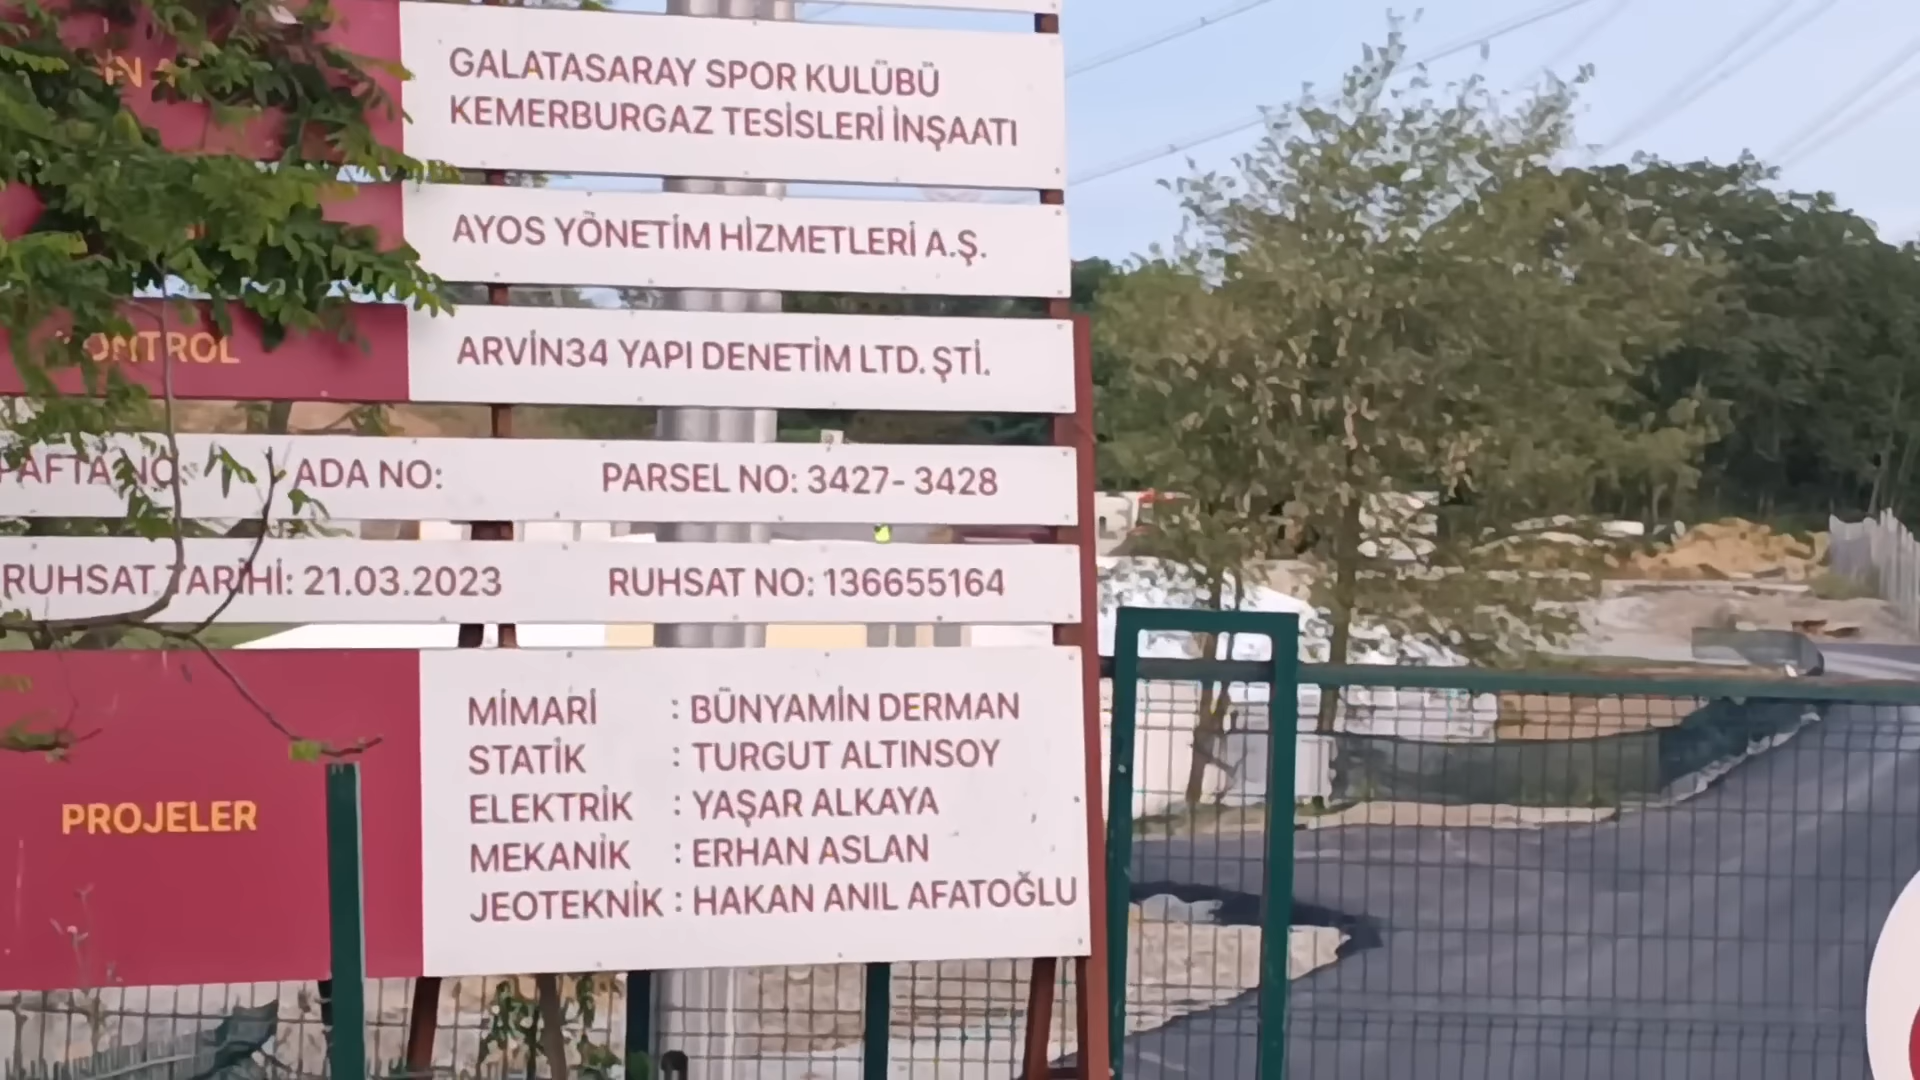 GALATASARAY SPOR KULÜBÜ
KEMERBURGAZ TESİSLERİ İNŞAATI
AYOS YÖNETİM HİZMETLERİ A.Ş.
KONTROL
ARVİN34 YAPI DENETİM LTD. ŞTİ.
PAFTA NO: ADA NO: PARSEL NO: 3427- 3428
RUHSAT TARİHİ: 21.03.2023 RUHSAT NO: 136655164
PROJELER
MİMARİ : BÜNYAMİN DERMAN
STATİK : TURGUT ALTINSOY
ELEKTRİK : YAŞAR ALKAYA
MEKANİK : ERHAN ASLAN
JEOTEKNİK : HAKAN ANIL AFATOĞLU